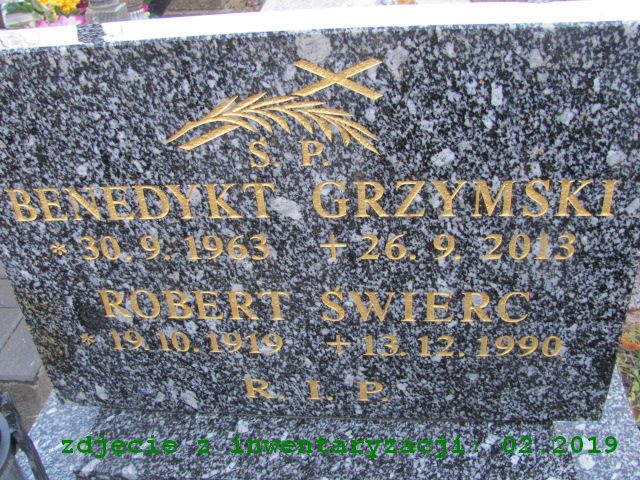 Ś. P.
BENEDYKT GRZYMSKI
* 30. 9. 1963 + 26. 9. 2013
ROBERT ŚWIERC
* 19. 10. 1919 + 13. 12. 1990
R. I. P.
zdjęcie z inwentaryzacji: 02.2019